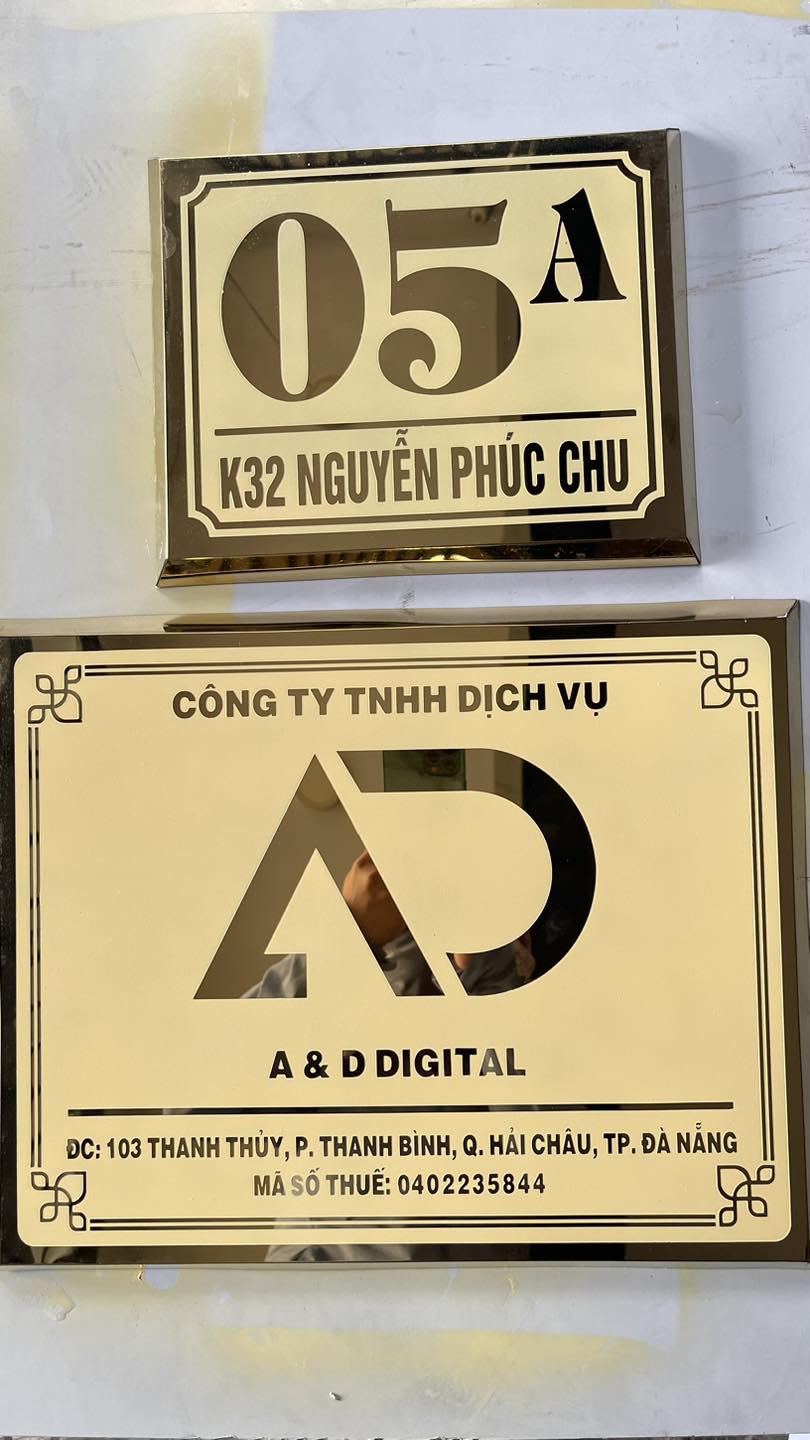 05A
K32 NGUYỄN PHÚC CHU
CÔNG TY TNHH DỊCH VỤ
AD
A & D DIGITAL
ĐC: 103 THANH THỦY, P. THANH BÌNH, Q. HẢI CHÂU, TP. ĐÀ NẴNG
MÃ SỐ THUẾ: 0402235844